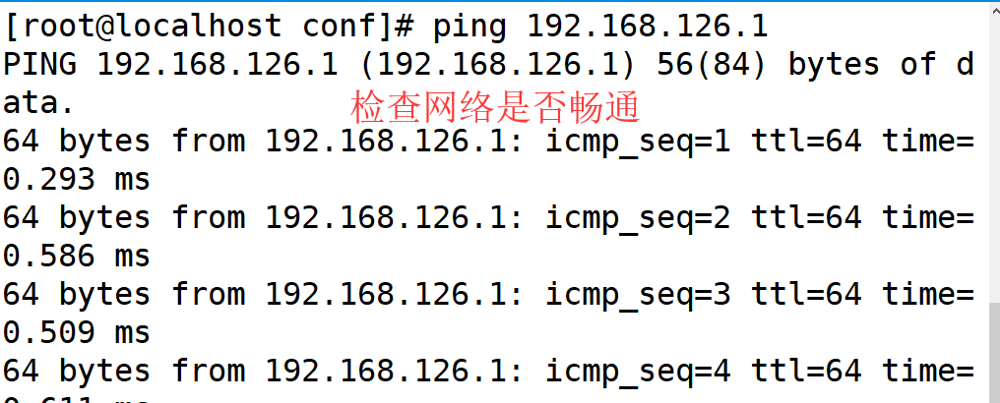 [root@localhost conf]# ping 192.168.126.1
PING 192.168.126.1 (192.168.126.1) 56(84) bytes of d
ata.
检查网络是否畅通
64 bytes from 192.168.126.1: icmp_seq=1 ttl=64 time=
0.293 ms
64 bytes from 192.168.126.1: icmp_seq=2 ttl=64 time=
0.586 ms
64 bytes from 192.168.126.1: icmp_seq=3 ttl=64 time=
0.509 ms
64 bytes from 192.168.126.1: icmp_seq=4 ttl=64 time=
0.611 ms